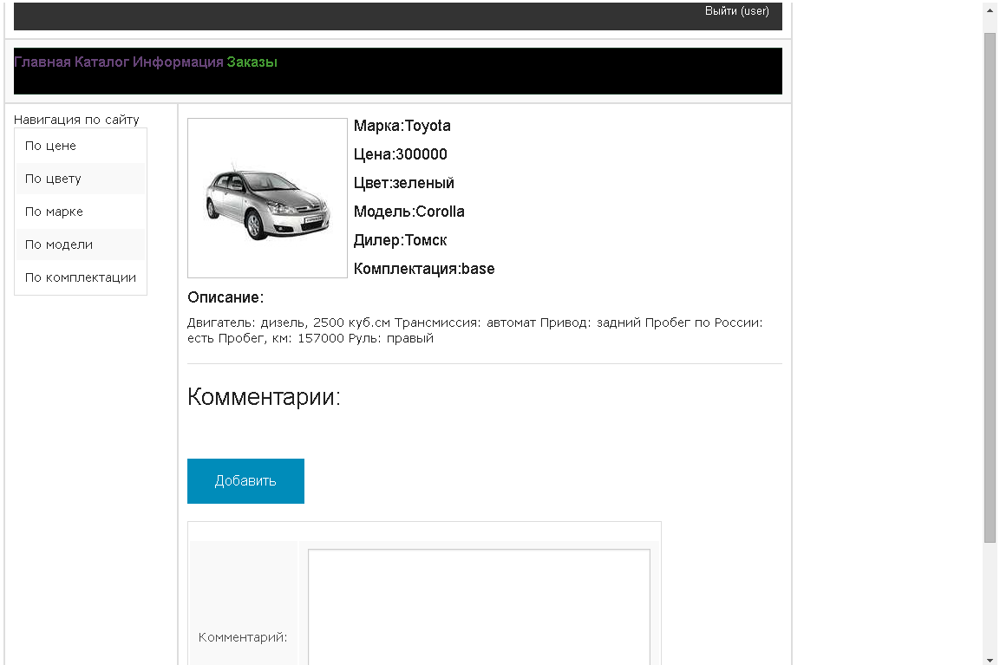 Выйти (user)
Главная Каталог Информация Заказы
Навигация по сайту
По цене
По цвету
По марке
По модели
По комплектации
Марка:Toyota
Цена:300000
Цвет:зеленый
Модель:Corolla
Дилер:Томск
Комплектация:base
Описание:
Двигатель: дизель, 2500 куб.см Трансмиссия: автомат Привод: задний Пробег по России:
есть Пробег, км: 157000 Руль: правый
Комментарии:
Добавить
Комментарий: